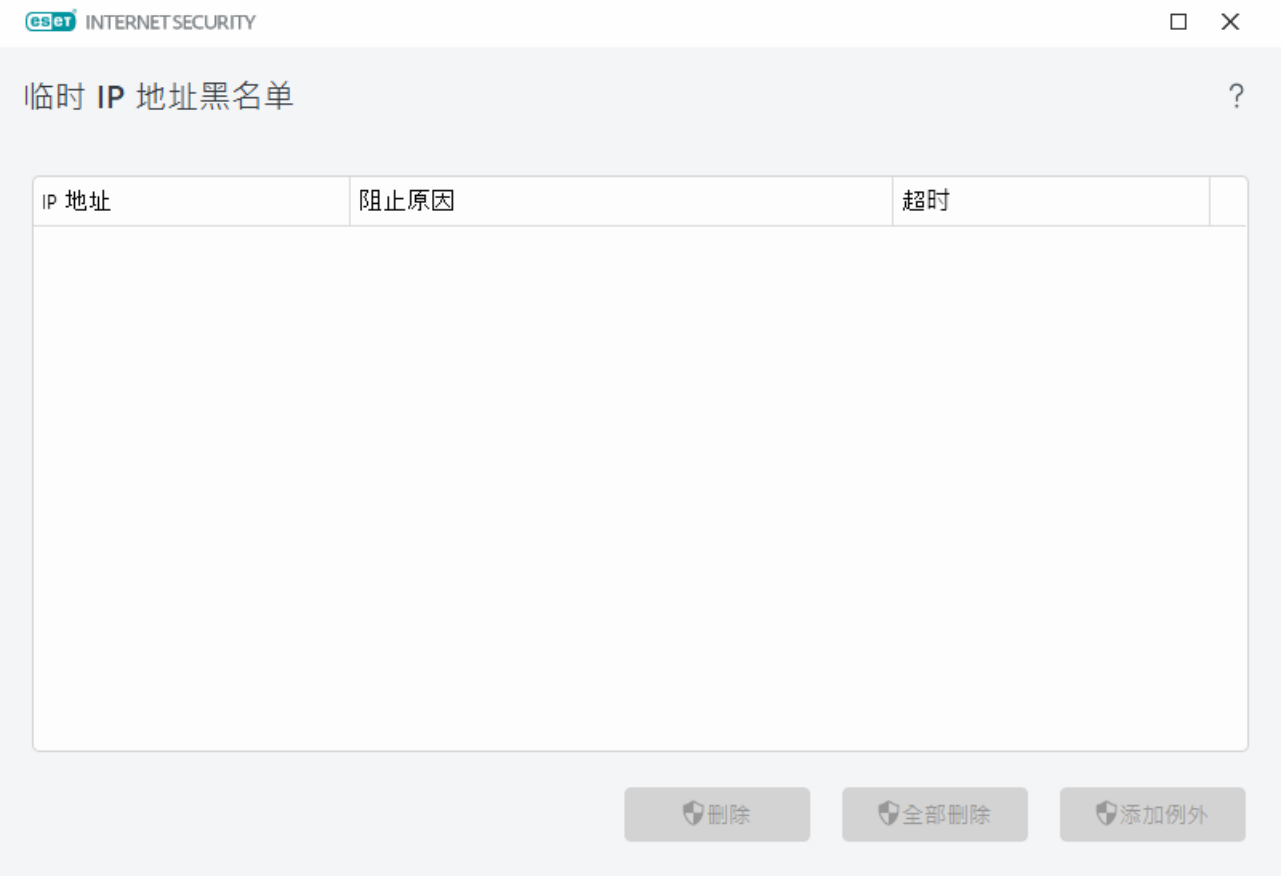 eset INTERNET SECURITY
临时 IP 地址黑名单
?
IP 地址 阻止原因 超时
删除 全部删除 添加例外